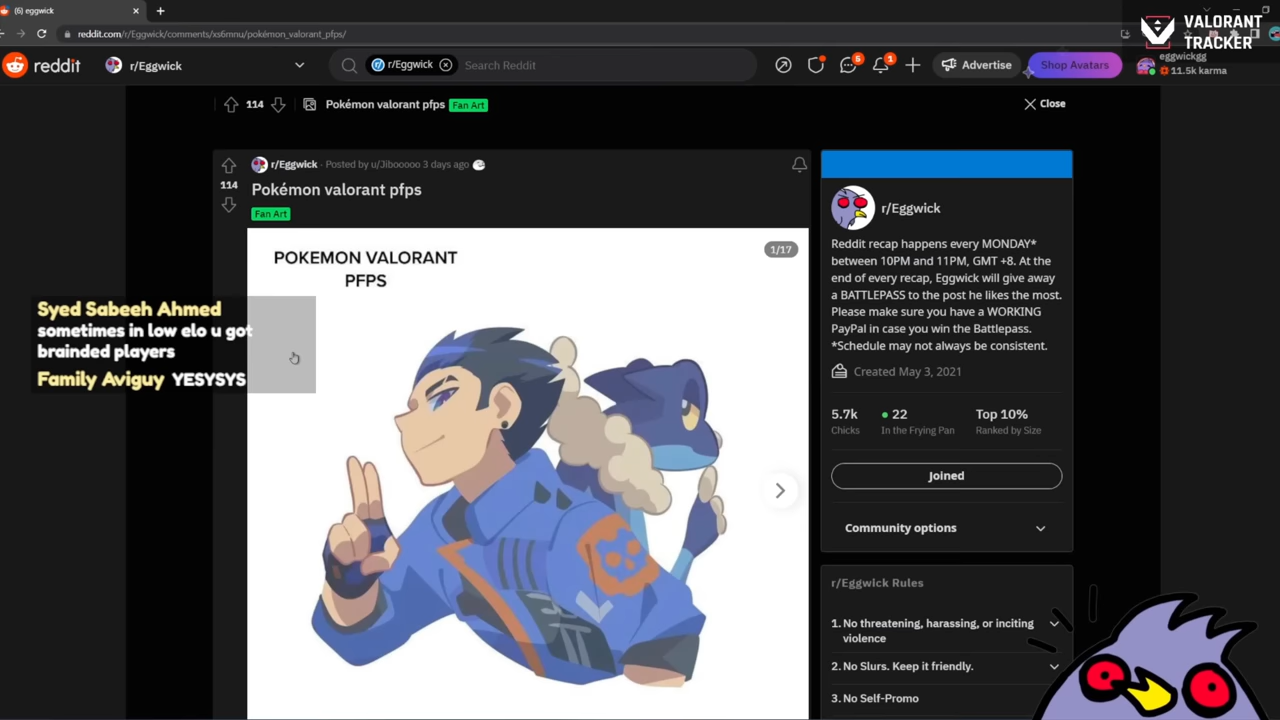 (6) eggwick
reddit.com/r/Eggwick/comments/xs6mnu/pokémon_valorant_pfps/
VALORANT
TRACKER
reddit
r/Eggwick
r/Eggwick
Search Reddit
6
1
Advertise
Shop Avatars
eggwickgg
11.5k karma
114
Pokémon valorant pfps
Fan Art
Close
r/Eggwick · Posted by u/Jibooooo 3 days ago
114
Pokémon valorant pfps
Fan Art
POKEMON VALORANT
PFPS
1/17
Syed Sabeeh Ahmed
sometimes in low elo u got
brainded players
Family Aviguy YESYSYS
r/Eggwick
Reddit recap happens every MONDAY*
between 10PM and 11PM, GMT +8. At the
end of every recap, Eggwick will give away
a BATTLEPASS to the post he likes the most.
Please make sure you have a WORKING
PayPal in case you win the Battlepass.
*Schedule may not always be consistent.
Created May 3, 2021
5.7k
22
Top 10%
Chicks
In the Frying Pan
Ranked by Size
Joined
Community options
r/Eggwick Rules
1. No threatening, harassing, or inciting
violence
2. No Slurs. Keep it friendly.
3. No Self-Promo